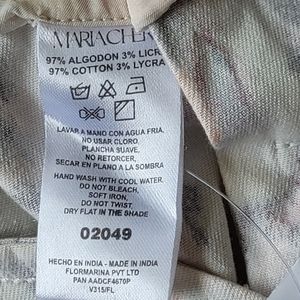 MARIACHER
97% ALGODON 3% LICR
97% COTTON 3% LYCRA
LAVAR A MANO CON AGUA FRIA,
NO USAR CLORO,
PLANCHA SUAVE,
NO RETORCER,
SECAR EN PLANO A LA SOMBRA
HAND WASH WITH COOL WATER,
DO NOT BLEACH,
SOFT IRON,
DO NOT TWIST
DRY FLAT IN THE SHADE
02049
HECHO EN INDIA - MADE IN INDIA
FLORMARINA PVT LTD
PAN AADCF4670P
V315/FL